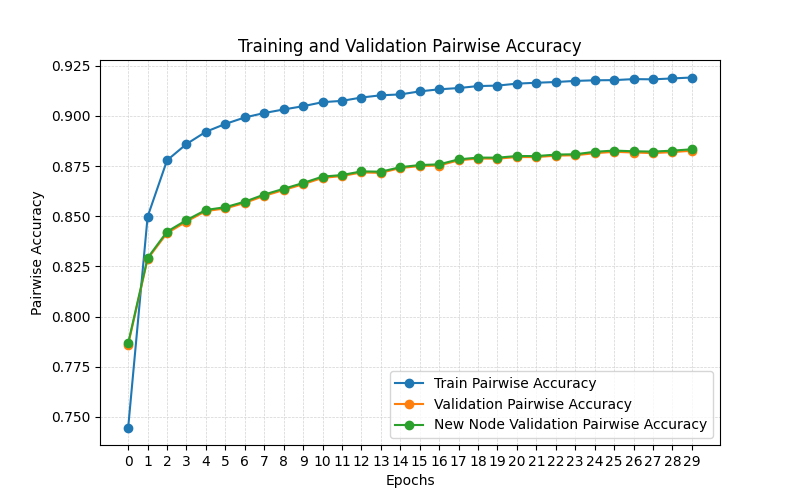 Training and Validation Pairwise Accuracy
Pairwise Accuracy
0.925
0.900
0.875
0.850
0.825
0.800
0.775
0.750
Train Pairwise Accuracy
Validation Pairwise Accuracy
New Node Validation Pairwise Accuracy
0 1 2 3 4 5 6 7 8 9 10 11 12 13 14 15 16 17 18 19 20 21 22 23 24 25 26 27 28 29
Epochs